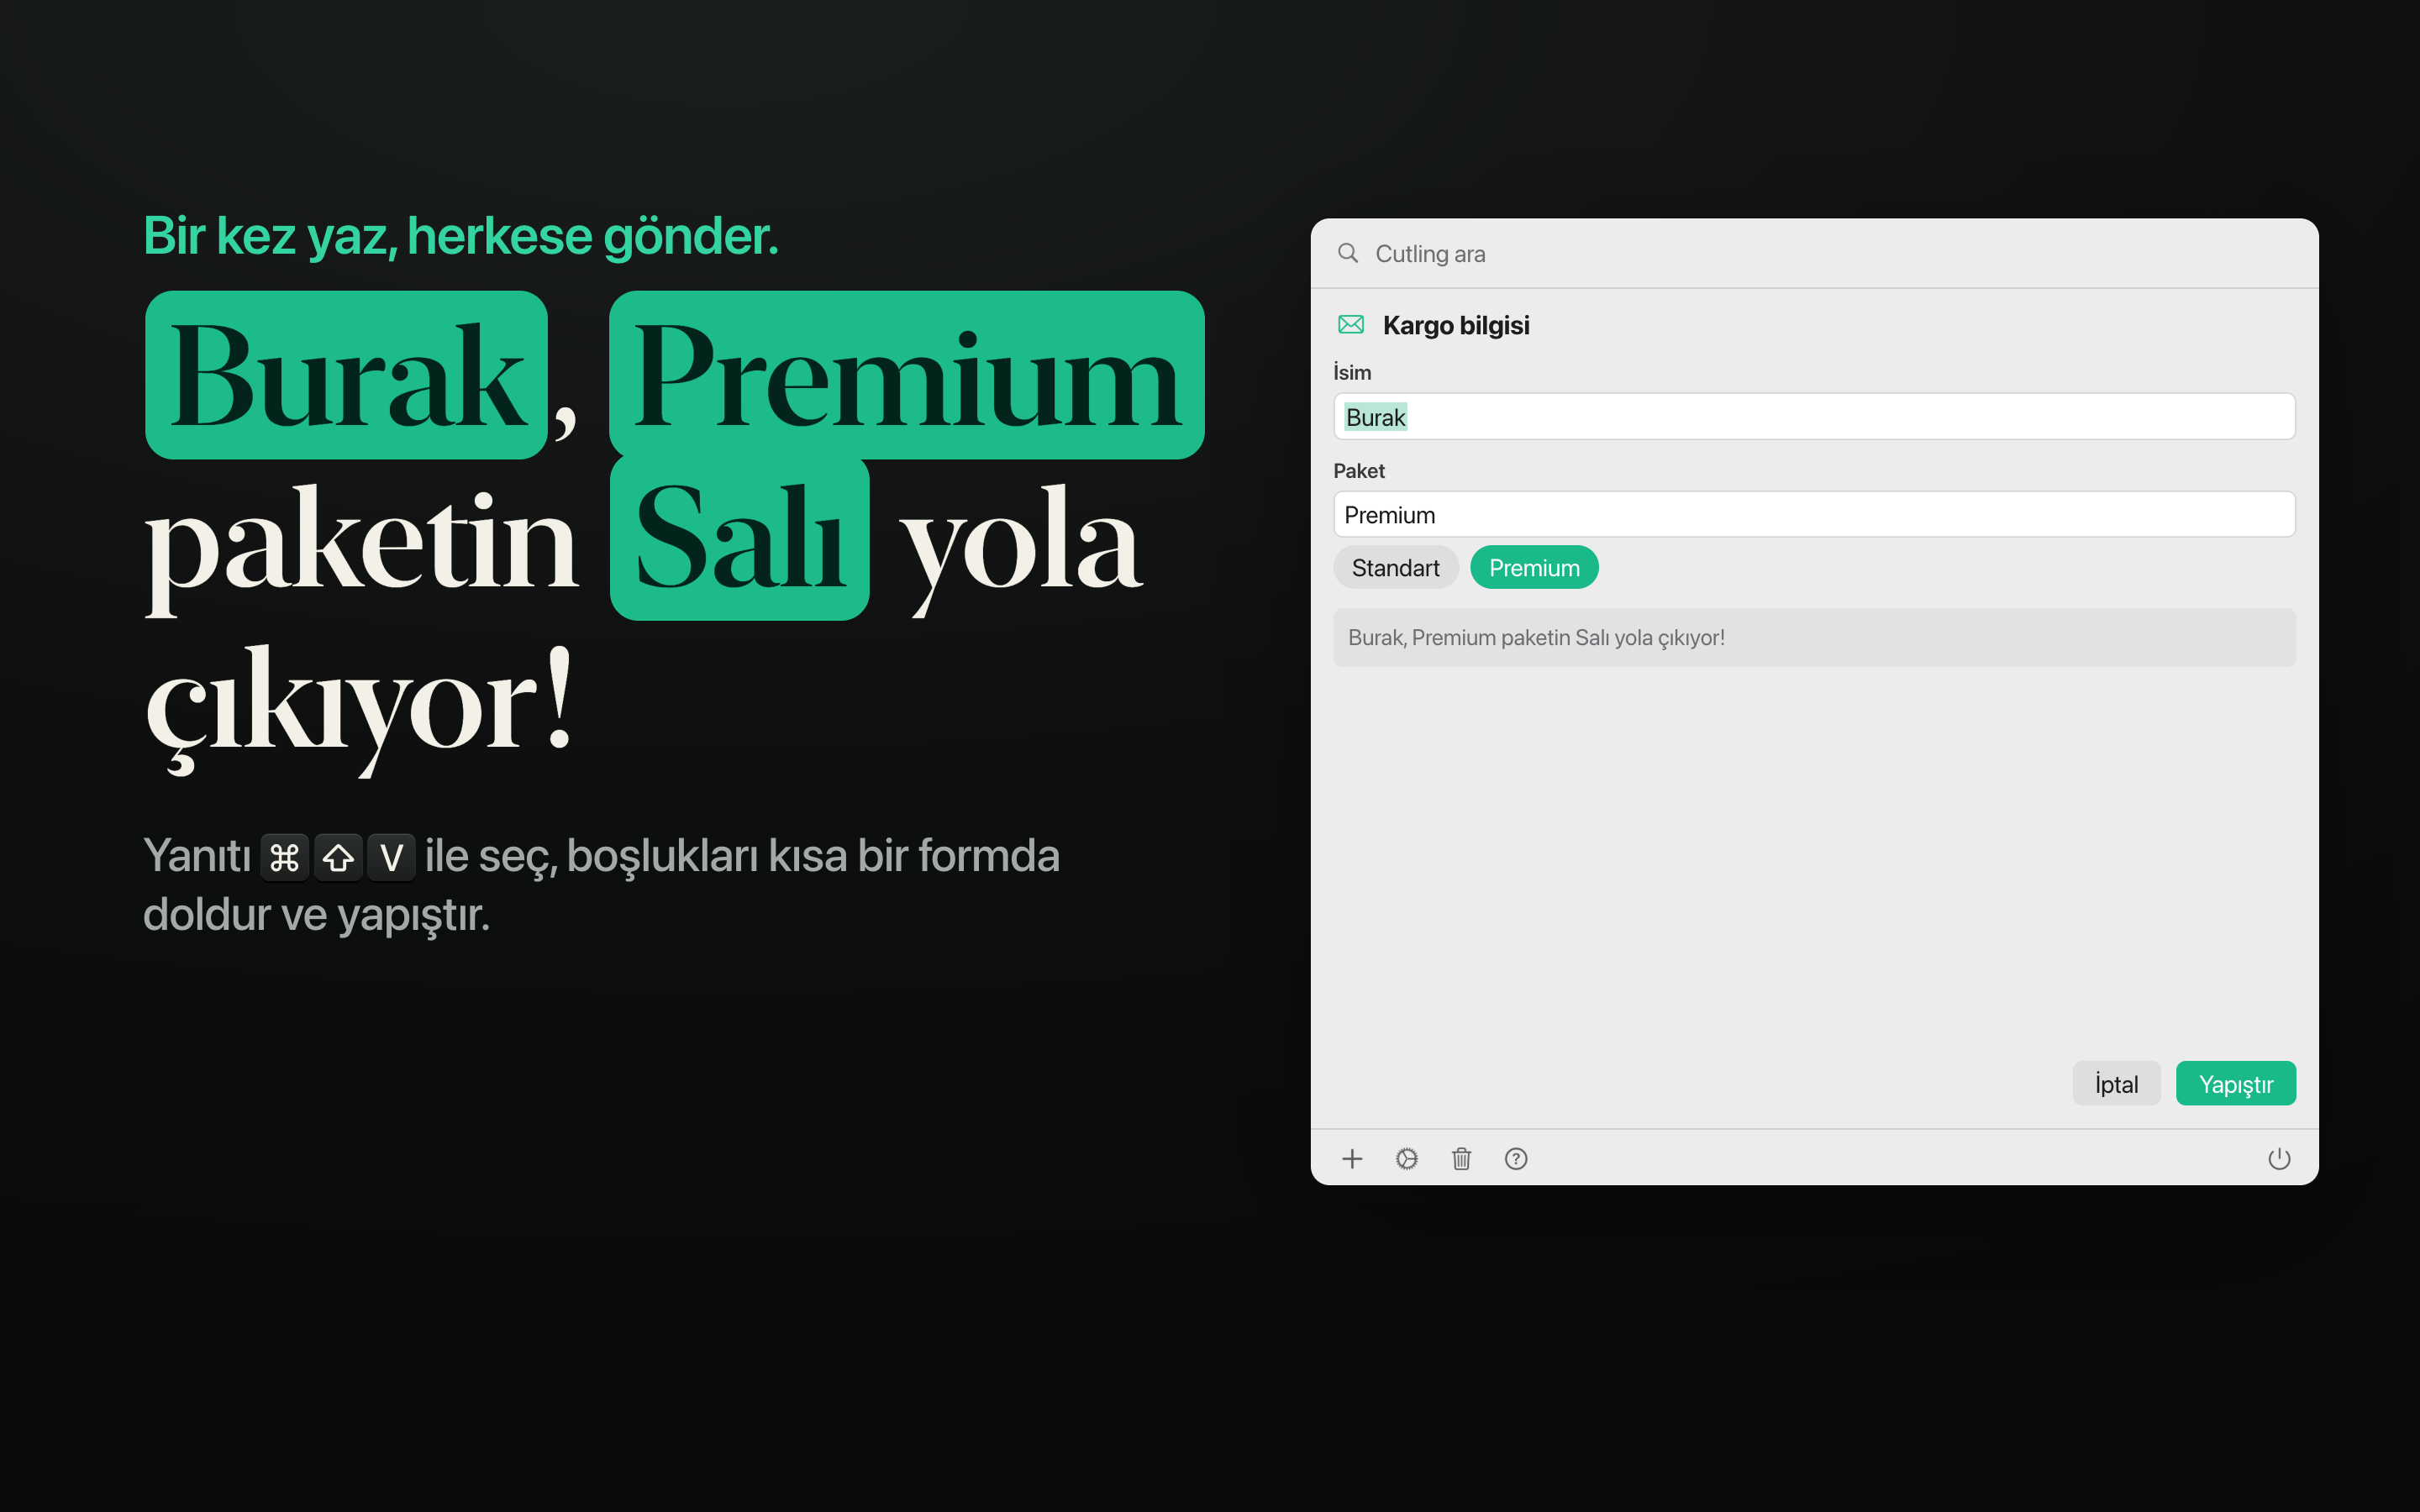 Bir kez yaz, herkese gönder.
Burak, Premium
paketin Salı yola
çıkıyor!
Yanıtı ⌘ ⇧ V ile seç, boşlukları kısa bir formda
doldur ve yapıştır.
Cutling ara
Kargo bilgisi
İsim
Burak
Paket
Premium
Standart Premium
Burak, Premium paketin Salı yola çıkıyor!
İptal Yapıştır